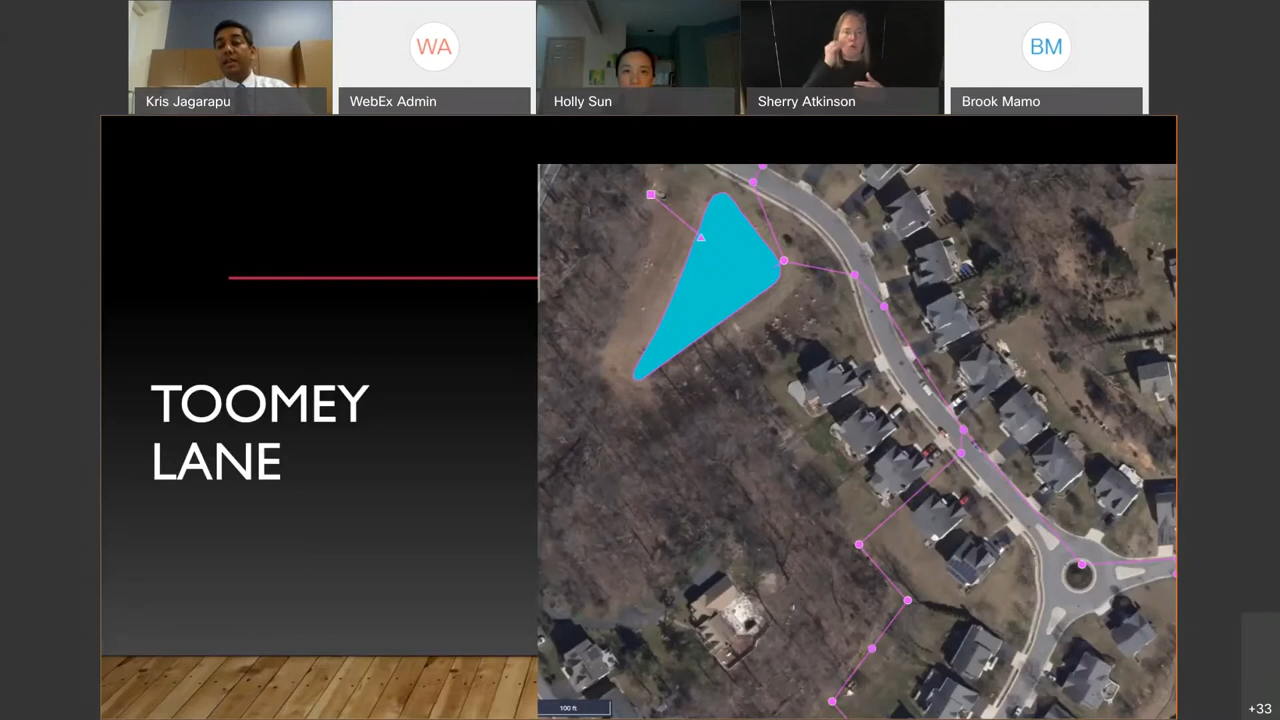 WA
BM
Kris Jagarapu
WebEx Admin
Holly Sun
Sherry Atkinson
Brook Mamo
TOOMEY
LANE
100 ft
+33